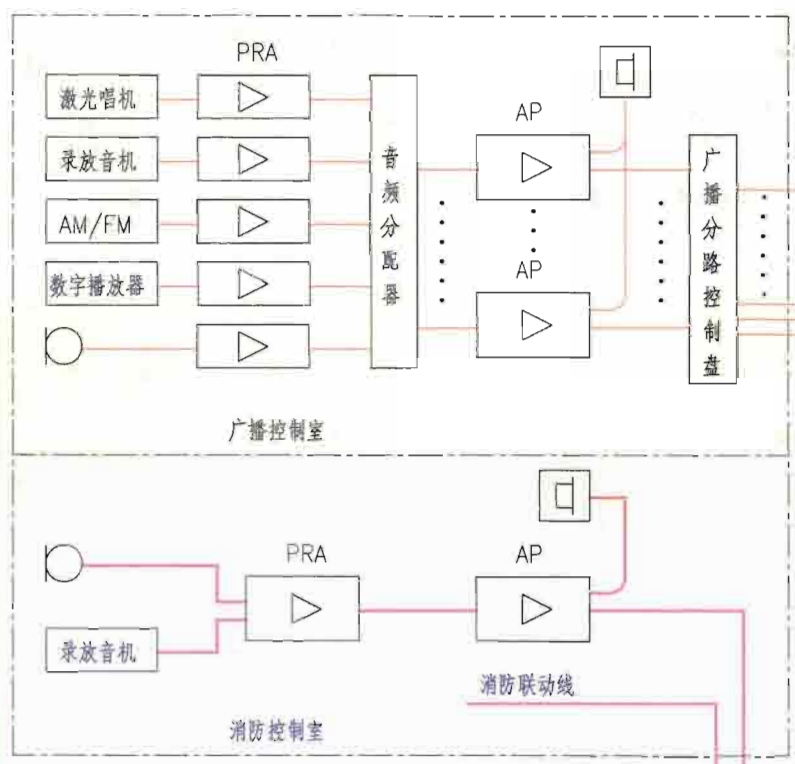 PRA
激光唱机
录放音机
AM/FM
数字播放器
音频分配器
AP
AP
广播分路控制盘
广播控制室
PRA
AP
录放音机
消防联动线
消防控制室